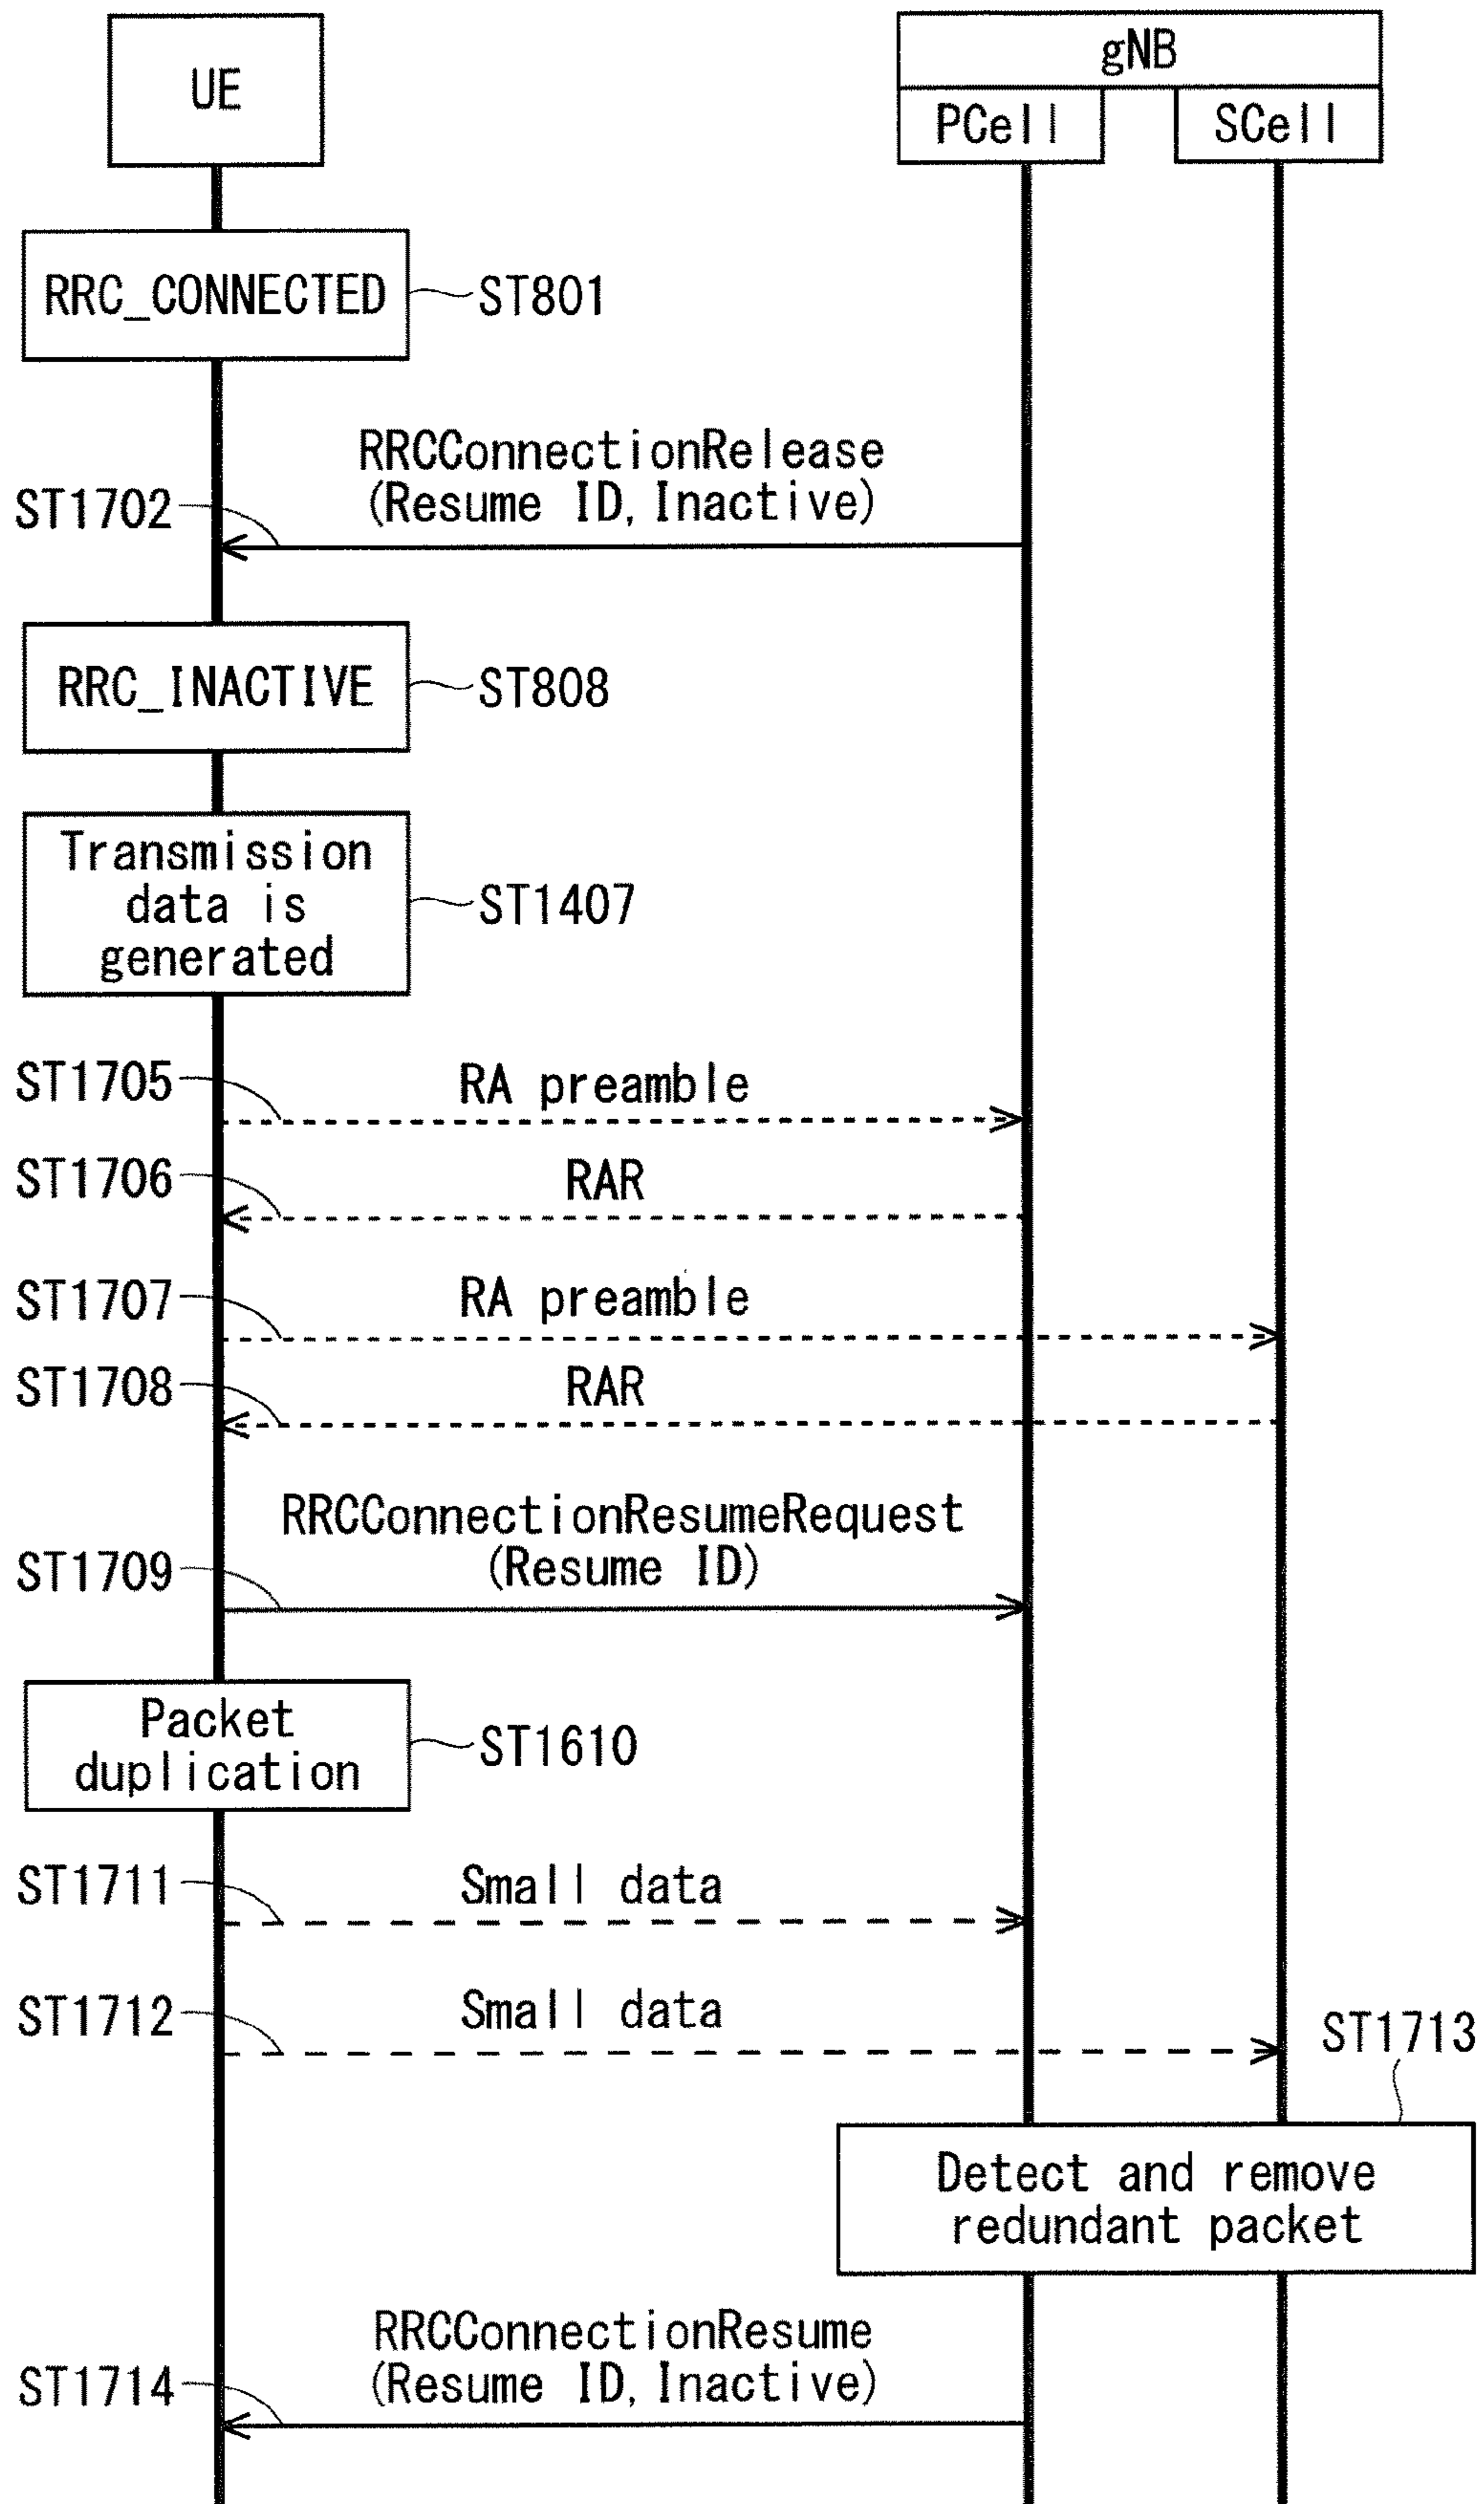 UE
gNB
PCell
SCell
RRC_CONNECTED
ST801
RRCConnectionRelease
(Resume ID, Inactive)
ST1702
RRC_INACTIVE
ST808
Transmission
data is
generated
ST1407
ST1705
RA preamble
ST1706
RAR
ST1707
RA preamble
ST1708
RAR
RRCConnectionResumeRequest
(Resume ID)
ST1709
Packet
duplication
ST1610
ST1711
Small data
ST1712
Small data
ST1713
Detect and remove
redundant packet
RRCConnectionResume
(Resume ID, Inactive)
ST1714